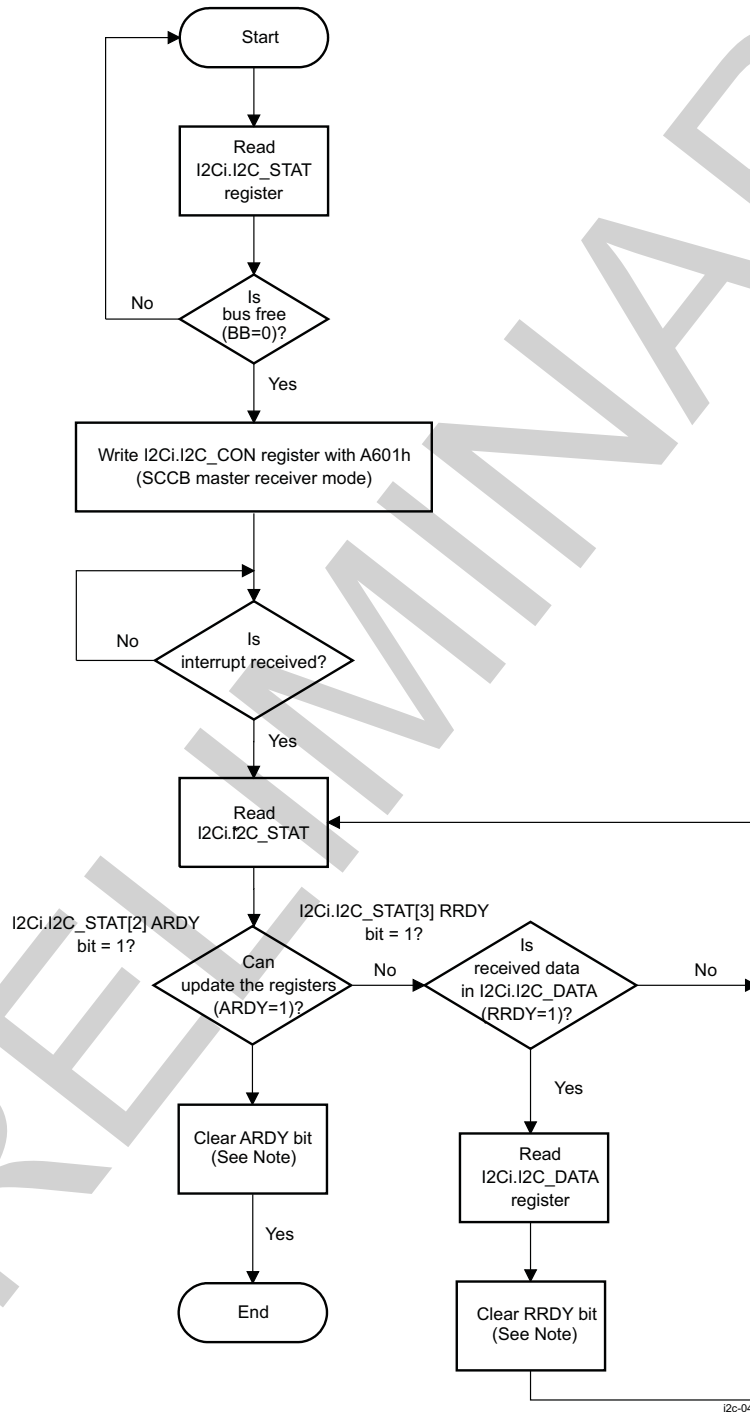 Start
Read
I2Ci.I2C_STAT
register
No
Is
bus free
(BB=0)?
Yes
Write I2Ci.I2C_CON register with A601h
(SCCB master receiver mode)
No
Is
interrupt received?
Yes
Read
I2Ci.I2C_STAT
I2Ci.I2C_STAT[2] ARDY
bit = 1?
I2Ci.I2C_STAT[3] RRDY
bit = 1?
Can
update the registers
(ARDY=1)?
No
Is
received data
in I2Ci.I2C_DATA
(RRDY=1)?
No
Yes
Clear ARDY bit
(See Note)
Read
I2Ci.I2C_DATA
register
Yes
End
Clear RRDY bit
(See Note)
i2c-04
RELIMINAR